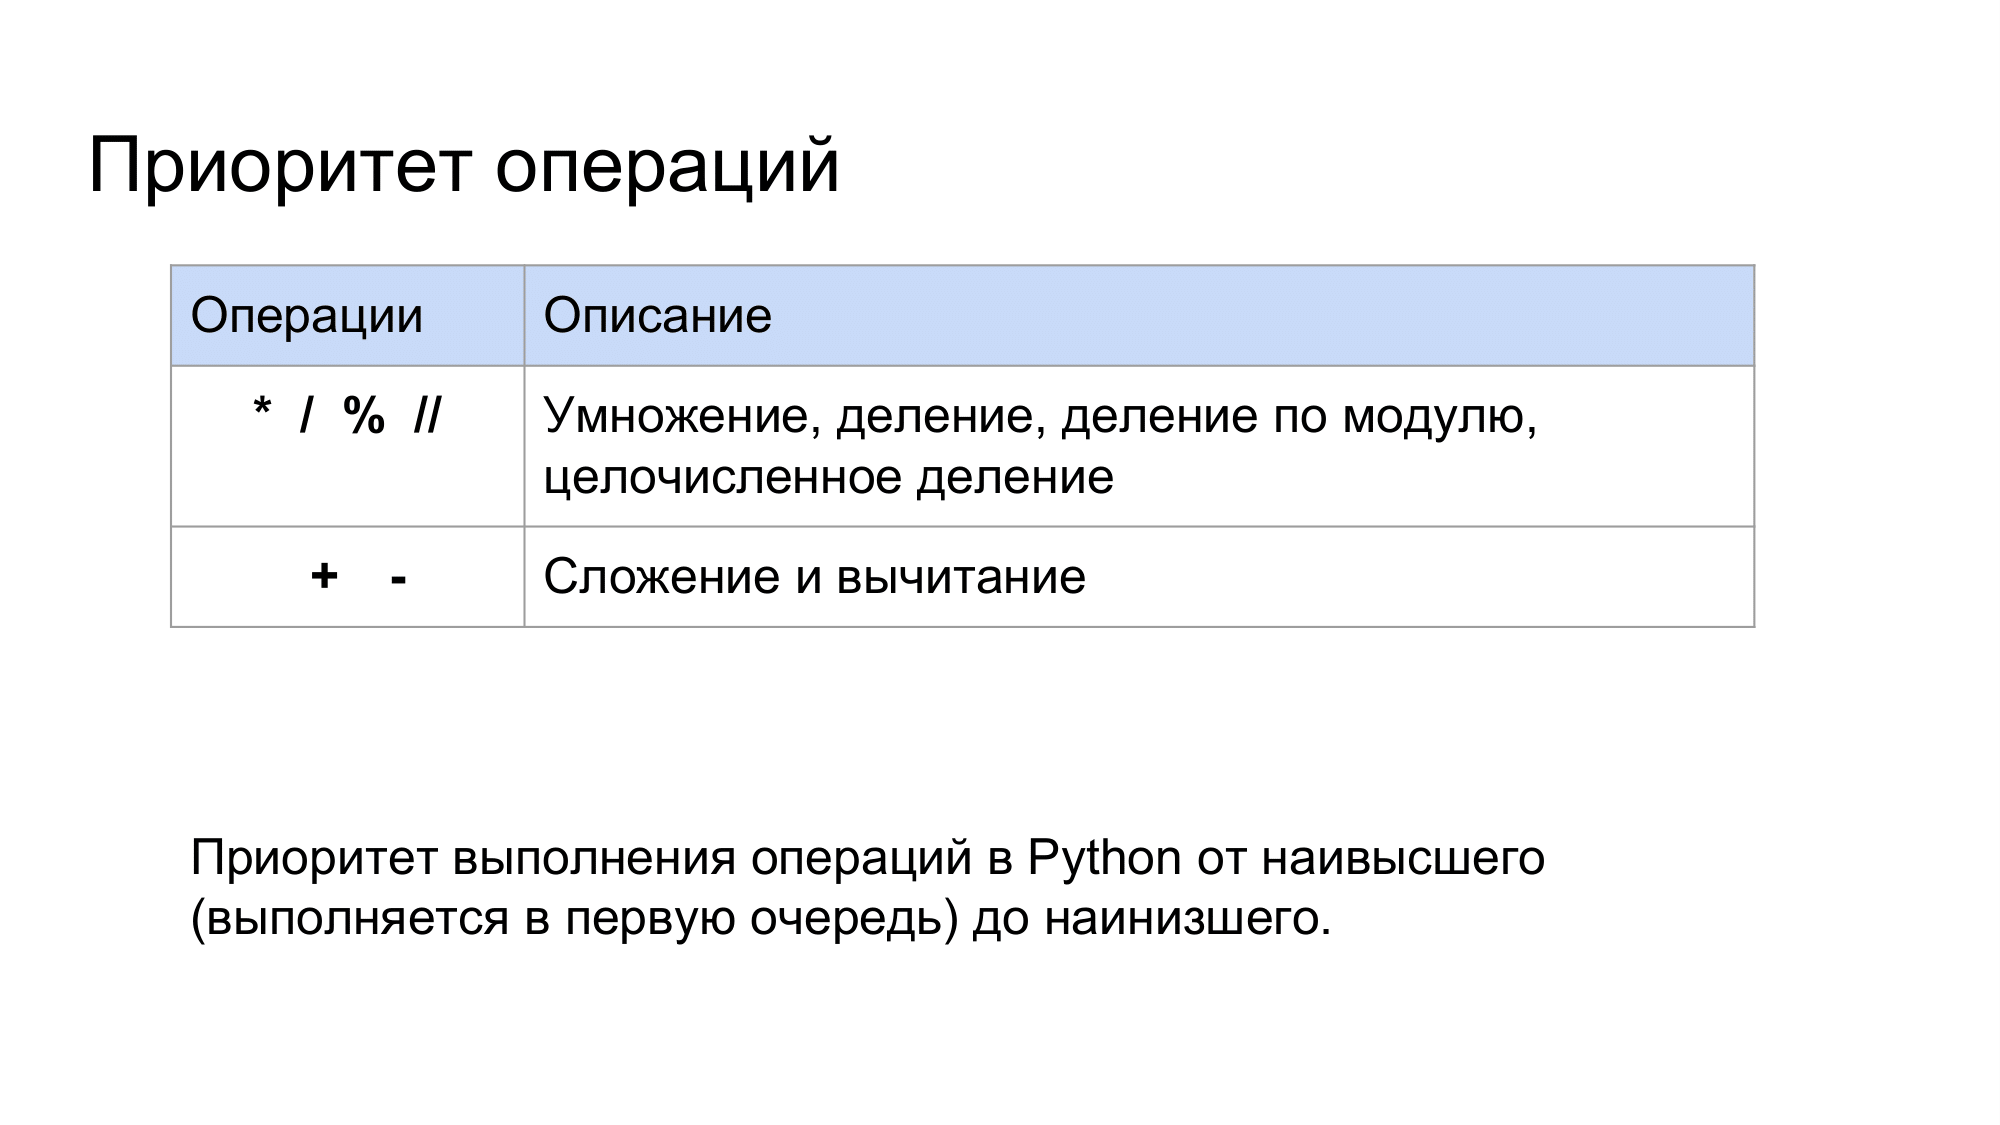 Приоритет операций
Операции
Описание
* / % //
Умножение, деление, деление по модулю,
целочисленное деление
+ -
Сложение и вычитание
Приоритет выполнения операций в Python от наивысшего
(выполняется в первую очередь) до наинизшего.